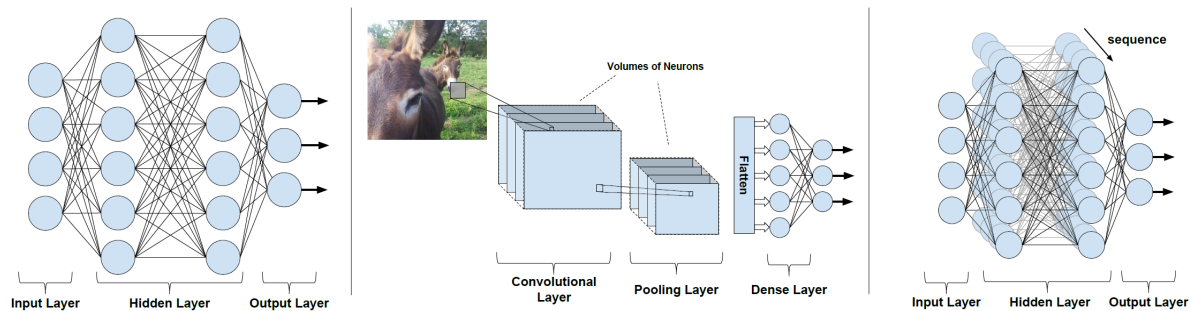 Input Layer
Hidden Layer
Output Layer
Volumes of Neurons
Flatten
Convolutional
Layer
Pooling Layer
Dense Layer
sequence
Input Layer
Hidden Layer
Output Layer